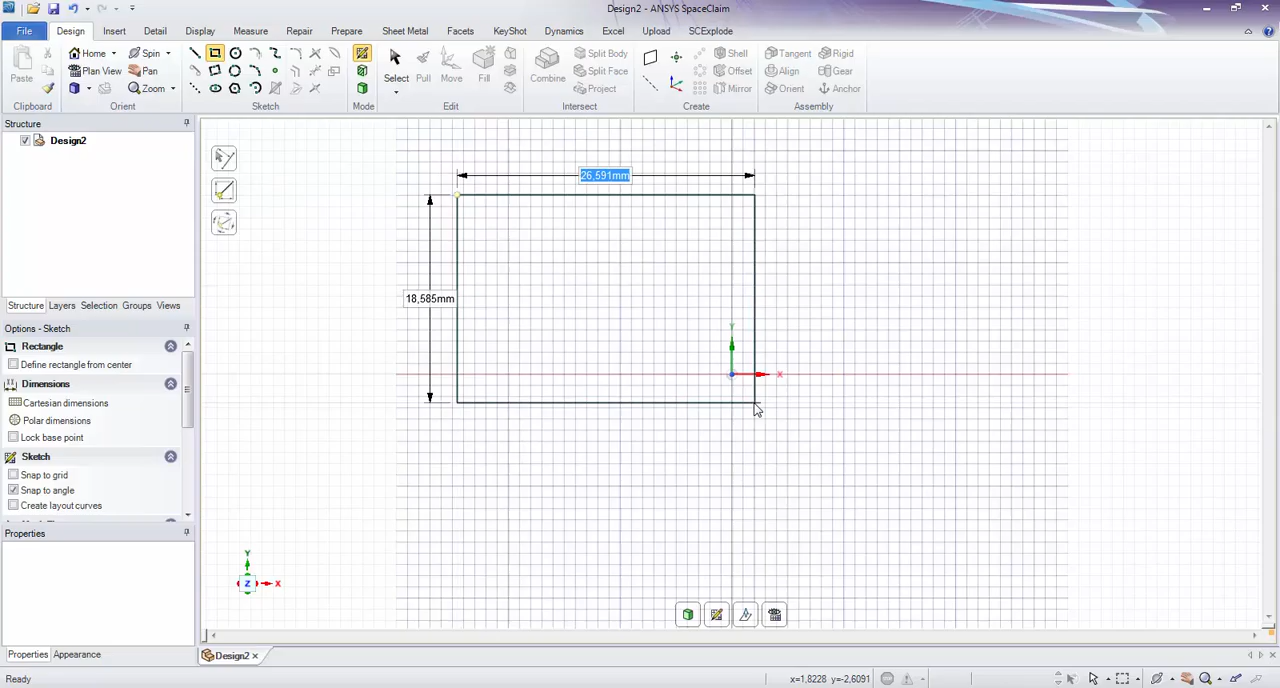 Design2 - ANSYS SpaceClaim
File Design Insert Detail Display Measure Repair Prepare Sheet Metal Facets KeyShot Dynamics Excel Upload SCExplode
Home Spin Split Body Shell Tangent Rigid
Paste Plan View Pan Select Pull Move Fill Combine Split Face Offset Align Gear
Zoom Project Mirror Orient Anchor
Clipboard Orient Sketch Mode Edit Intersect Create Assembly
Structure
Design2
26,591mm
18,585mm
Y
X
Structure Layers Selection Groups Views
Options - Sketch
Rectangle
Define rectangle from center
Dimensions
Cartesian dimensions
Polar dimensions
Lock base point
Sketch
Snap to grid
Snap to angle
Create layout curves
Properties
Y
Z X
Properties Appearance
Design2
Ready x=1,8228 y=-2,6091